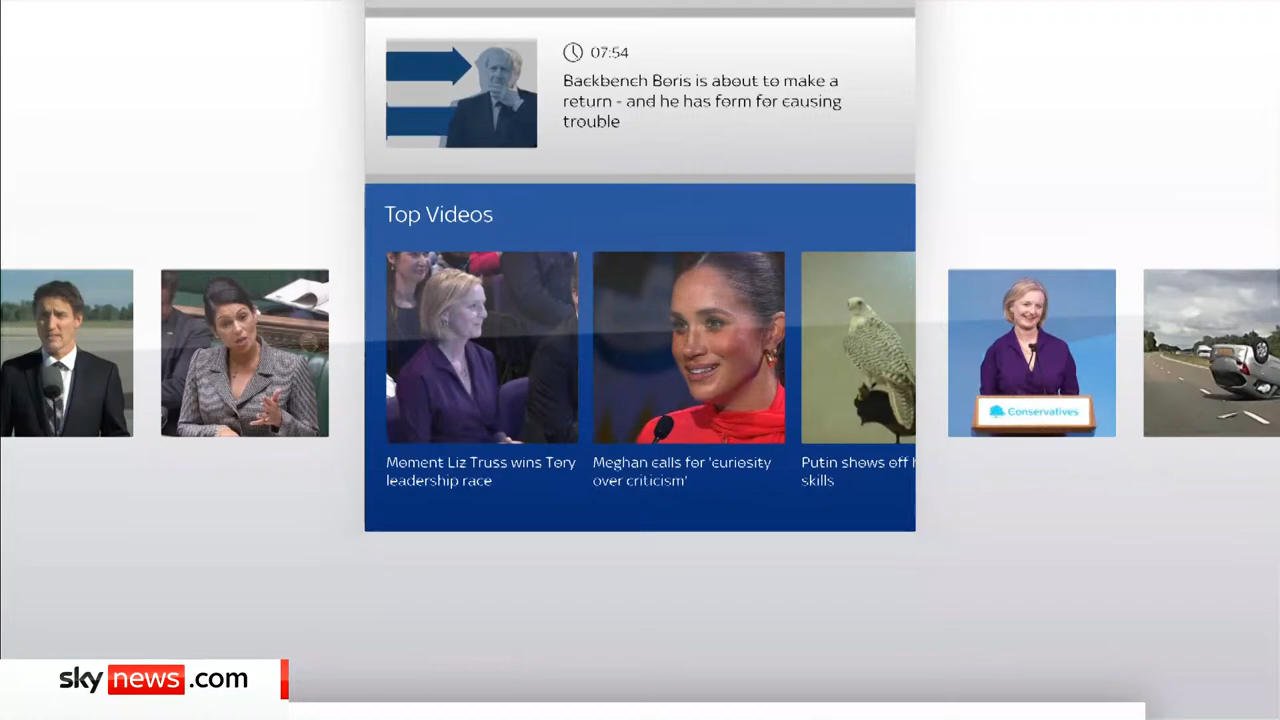 07:54
Backbench Boris is about to make a
return - and he has form for causing
trouble
Top Videos
Moment Liz Truss wins Tory
leadership race
Meghan calls for 'curiosity
over criticism'
Putin shows off
skills
Conservatives
sky news .com